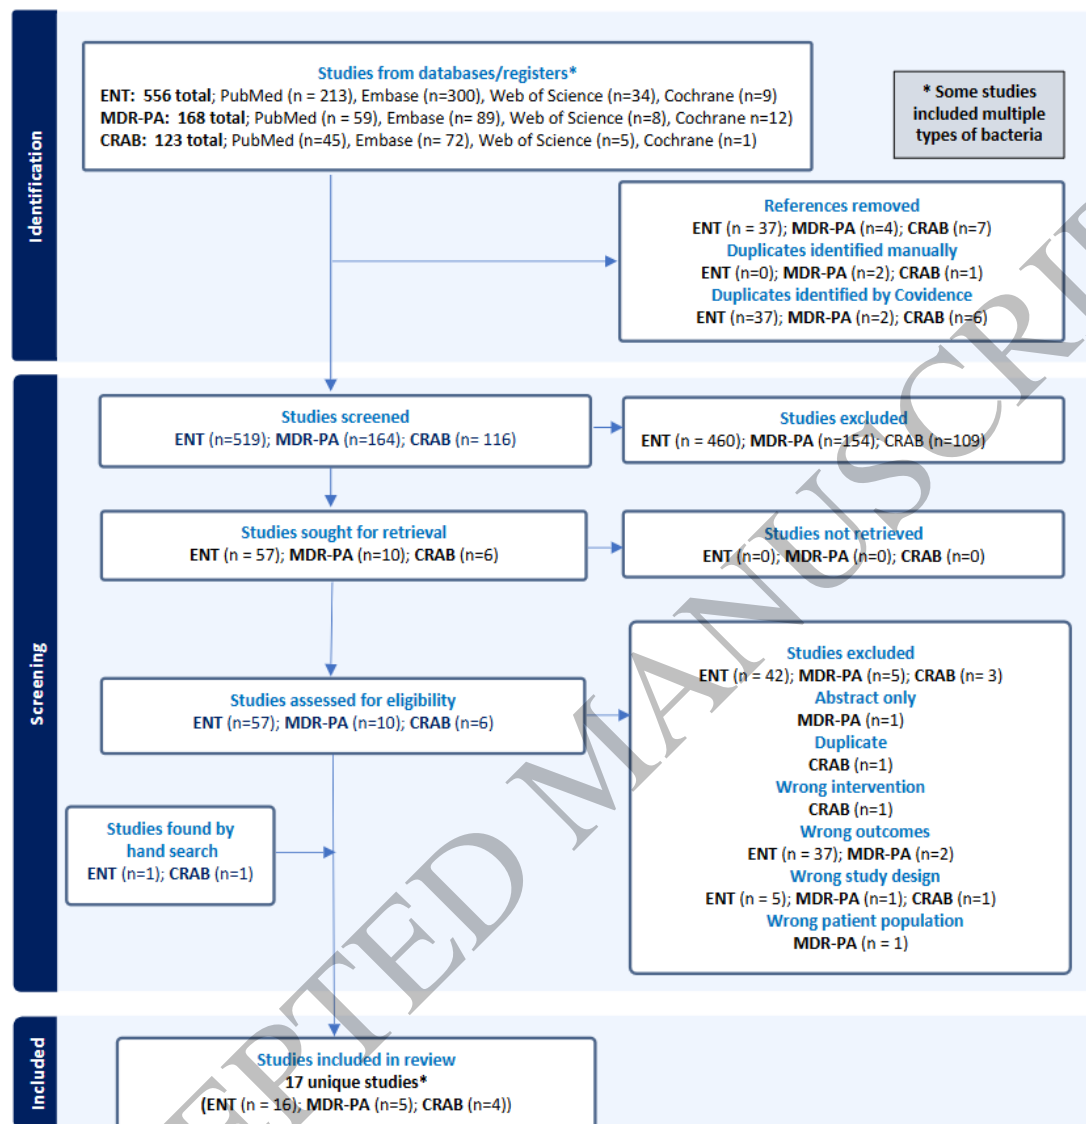 Identification
Studies from databases/registers*
ENT: 556 total; PubMed (n = 213), Embase (n=300), Web of Science (n=34), Cochrane (n=9)
MDR-PA: 168 total; PubMed (n = 59), Embase (n= 89), Web of Science (n=8), Cochrane n=12)
CRAB: 123 total; PubMed (n=45), Embase (n= 72), Web of Science (n=5), Cochrane (n=1)
* Some studies
included multiple
types of bacteria
References removed
ENT (n = 37); MDR-PA (n=4); CRAB (n=7)
Duplicates identified manually
ENT (n=0); MDR-PA (n=2); CRAB (n=1)
Duplicates identified by Covidence
ENT (n=37); MDR-PA (n=2); CRAB (n=6)
Screening
Studies screened
ENT (n=519); MDR-PA (n=164); CRAB (n= 116)
Studies excluded
ENT (n = 460); MDR-PA (n=154); CRAB (n=109)
Studies sought for retrieval
ENT (n = 57); MDR-PA (n=10); CRAB (n=6)
Studies not retrieved
ENT (n=0); MDR-PA (n=0); CRAB (n=0)
Studies assessed for eligibility
ENT (n=57); MDR-PA (n=10); CRAB (n=6)
Studies excluded
ENT (n = 42); MDR-PA (n=5); CRAB (n= 3)
Abstract only
MDR-PA (n=1)
Duplicate
CRAB (n=1)
Wrong intervention
CRAB (n=1)
Wrong outcomes
ENT (n = 37); MDR-PA (n=2)
Wrong study design
ENT (n = 5); MDR-PA (n=1); CRAB (n=1)
Wrong patient population
MDR-PA (n = 1)
Studies found by
hand search
ENT (n=1); CRAB (n=1)
Included
Studies included in review
17 unique studies*
(ENT (n = 16); MDR-PA (n=5); CRAB (n=4))
EPTED MANUSCRI